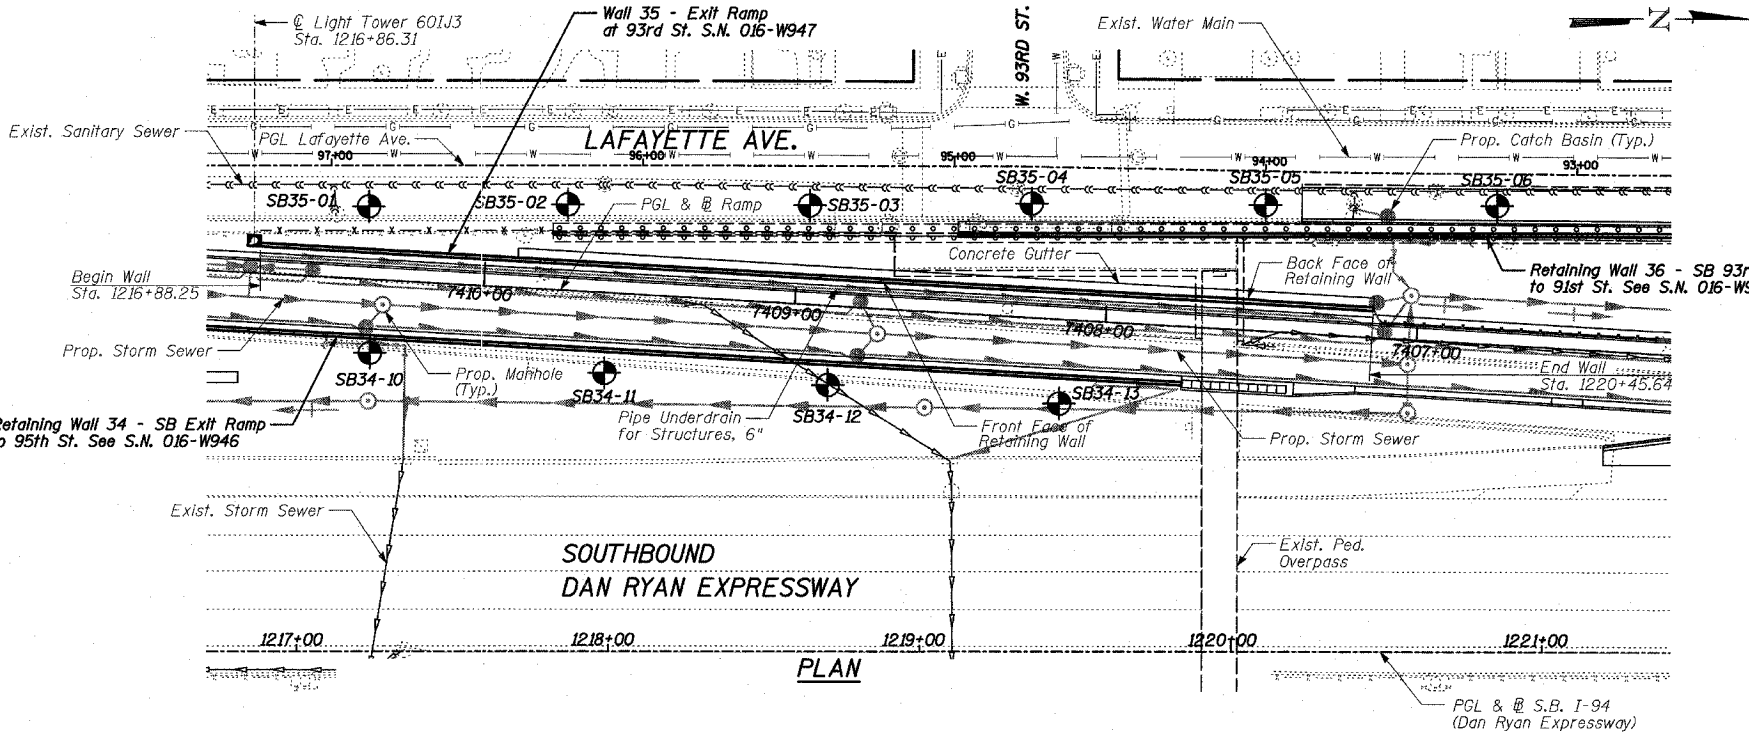 ℄ Light Tower 60IJ3
Sta. 1216+86.31
Wall 35 - Exit Ramp
at 93rd St. S.N. 016-W947
W. 93RD ST.
Exist. Water Main
N
Exist. Sanitary Sewer
PGL Lafayette Ave.
LAFAYETTE AVE.
Prop. Catch Basin (Typ.)
97+00
96+00
95+00
94+00
93+00
SB35-01
SB35-02
SB35-03
SB35-04
SB35-05
SB35-06
PGL & ℄ Ramp
Concrete Gutter
Back Face of
Retaining Wall
Retaining Wall 36 - SB 93r
to 91st St. See S.N. 016-W9
Begin Wall
Sta. 1216+88.25
7410+00
7409+00
7408+00
7407+00
Prop. Storm Sewer
Prop. Manhole
(Typ.)
SB34-10
SB34-11
SB34-12
SB34-13
End Wall
Sta. 1220+45.64
Retaining Wall 34 - SB Exit Ramp
o 95th St. See S.N. 016-W946
Pipe Underdrain
for Structures, 6"
Front Face of
Retaining Wall
Prop. Storm Sewer
Exist. Storm Sewer
SOUTHBOUND
DAN RYAN EXPRESSWAY
Exist. Ped.
Overpass
1217+00
1218+00
1219+00
1220+00
1221+00
PLAN
PGL & ℄ S.B. I-94
(Dan Ryan Expressway)